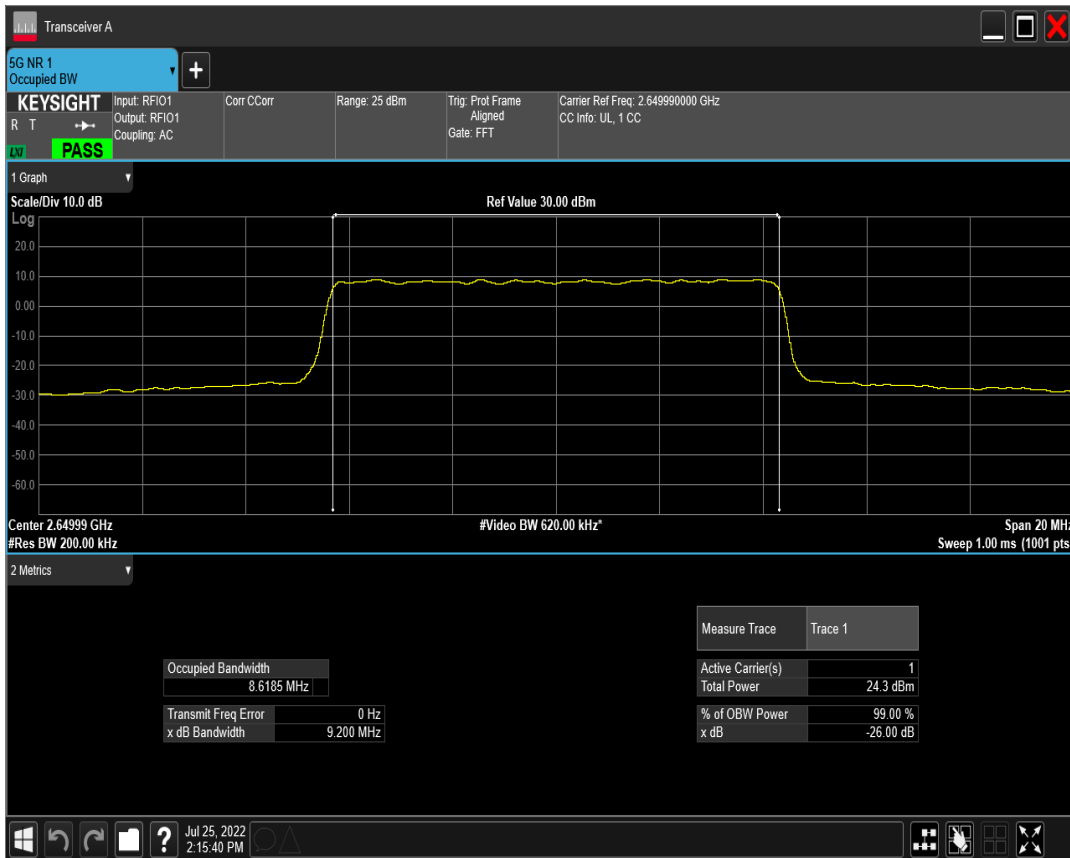 Transceiver A
5G NR 1
Occupied BW
+
KEYSIGHT
R T
LXI
PASS
Input: RFIO1
Output: RFIO1
Coupling: AC
Corr CCorr
Range: 25 dBm
Trig: Prot Frame
Aligned
Gate: FFT
Carrier Ref Freq: 2.649990000 GHz
CC Info: UL, 1 CC
1 Graph
Scale/Div 10.0 dB
Ref Value 30.00 dBm
Log
20.0
10.0
0.00
-10.0
-20.0
-30.0
-40.0
-50.0
-60.0
Center 2.64999 GHz
#Video BW 620.00 kHz*
Span 20 MHz
#Res BW 200.00 kHz
Sweep 1.00 ms (1001 pts
2 Metrics
Measure Trace Trace 1
Occupied Bandwidth
8.6185 MHz
Active Carrier(s) 1
Total Power 24.3 dBm
Transmit Freq Error 0 Hz
x dB Bandwidth 9.200 MHz
% of OBW Power 99.00 %
x dB -26.00 dB
?
Jul 25, 2022
2:15:40 PM